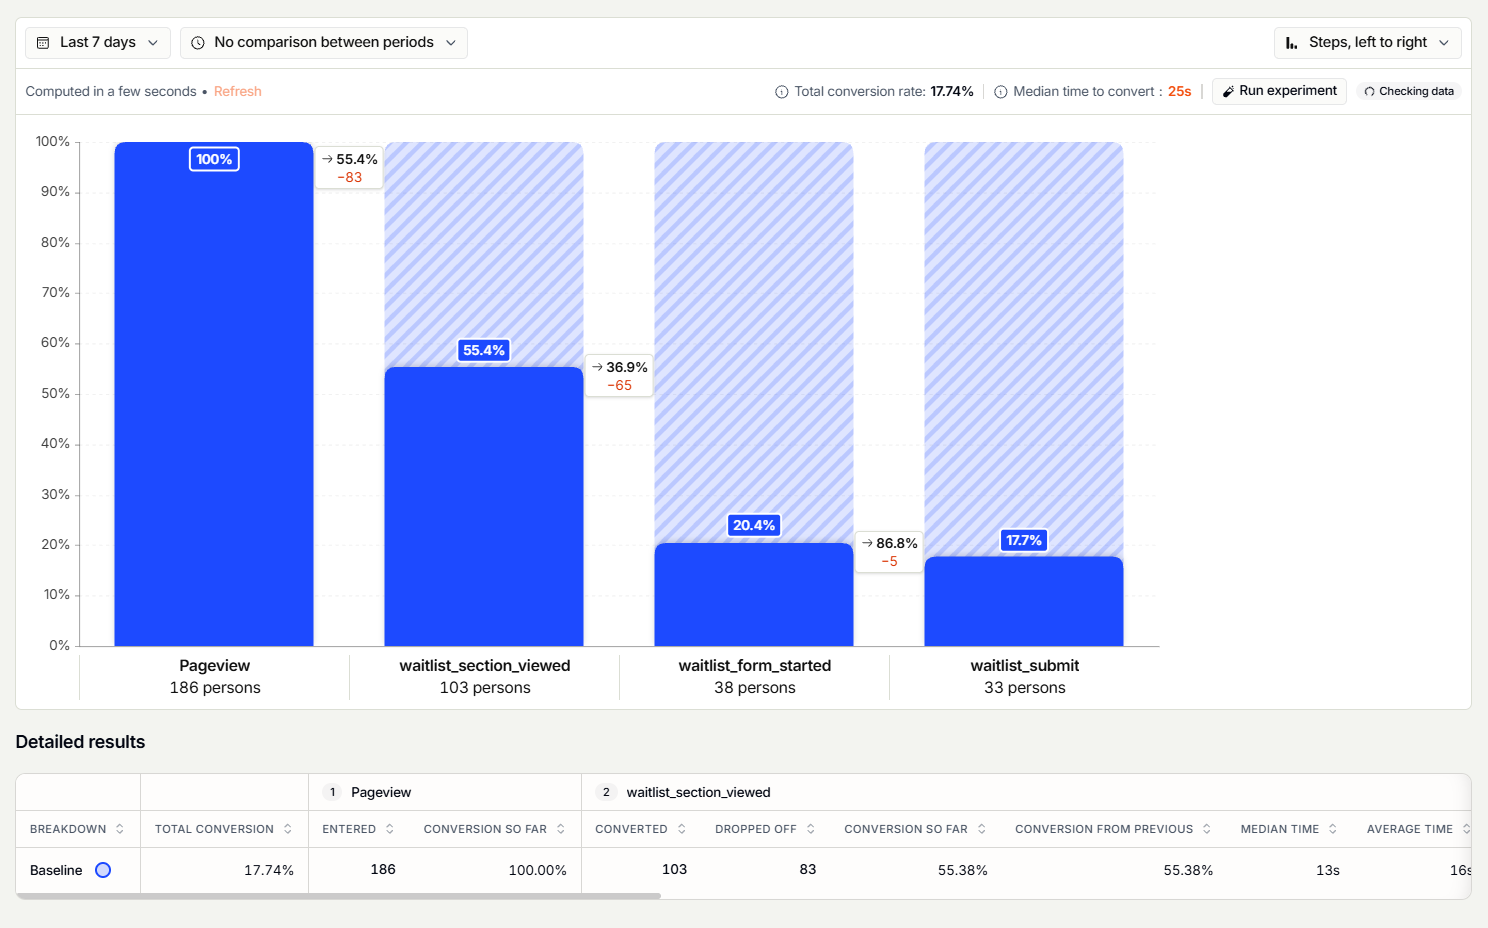 Last 7 days
No comparison between periods
Steps, left to right
Computed in a few seconds • Refresh
Total conversion rate: 17.74%
Median time to convert : 25s
Run experiment
Checking data
100%
90%
80%
70%
60%
50%
40%
30%
20%
10%
0%
100%
→ 55.4%
−83
55.4%
→ 36.9%
−65
20.4%
→ 86.8%
−5
17.7%
Pageview
186 persons
waitlist_section_viewed
103 persons
waitlist_form_started
38 persons
waitlist_submit
33 persons
Detailed results
1 Pageview
2 waitlist_section_viewed
BREAKDOWN TOTAL CONVERSION ENTERED CONVERSION SO FAR CONVERTED DROPPED OFF CONVERSION SO FAR CONVERSION FROM PREVIOUS MEDIAN TIME AVERAGE TIME
Baseline 17.74% 186 100.00% 103 83 55.38% 55.38% 13s 16s